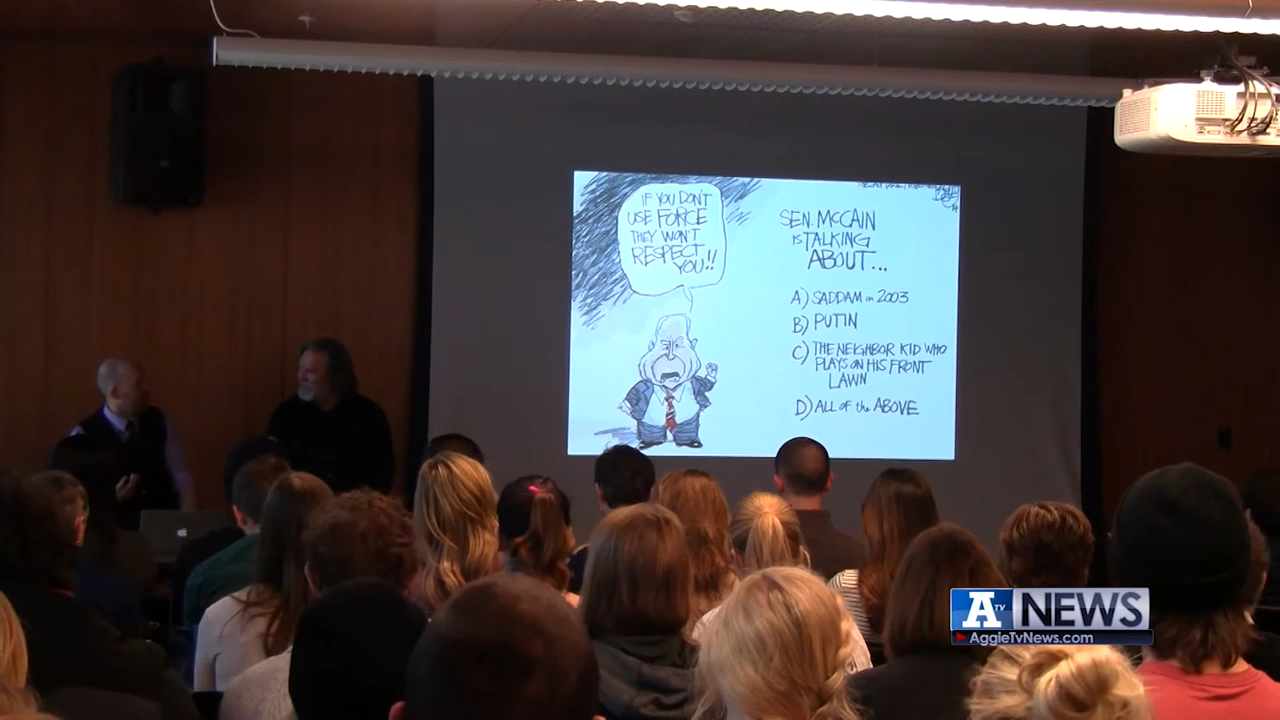 IF YOU DON'T
USE FORCE
THEY WON'T
RESPECT
YOU!!
SEN. McCAIN
is TALKING
ABOUT...
A) SADDAM in 2003
B) PUTIN
C) THE NEIGHBOR KID WHO
PLAYS ON HIS FRONT
LAWN
D) ALL of the ABOVE
A TV NEWS
AggieTvNews.com